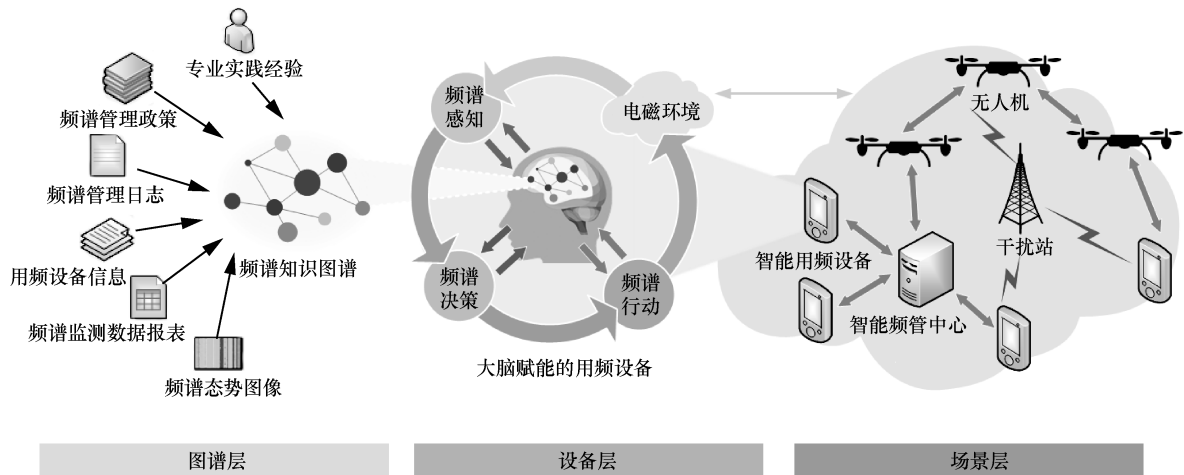 专业实践经验
频谱管理政策
频谱管理日志
用频设备信息
频谱监测数据报表
频谱态势图像
频谱知识图谱
频谱
感知
电磁环境
频谱
决策
频谱
行动
大脑赋能的用频设备
无人机
干扰站
智能用频设备
智能频管中心
图谱层
设备层
场景层